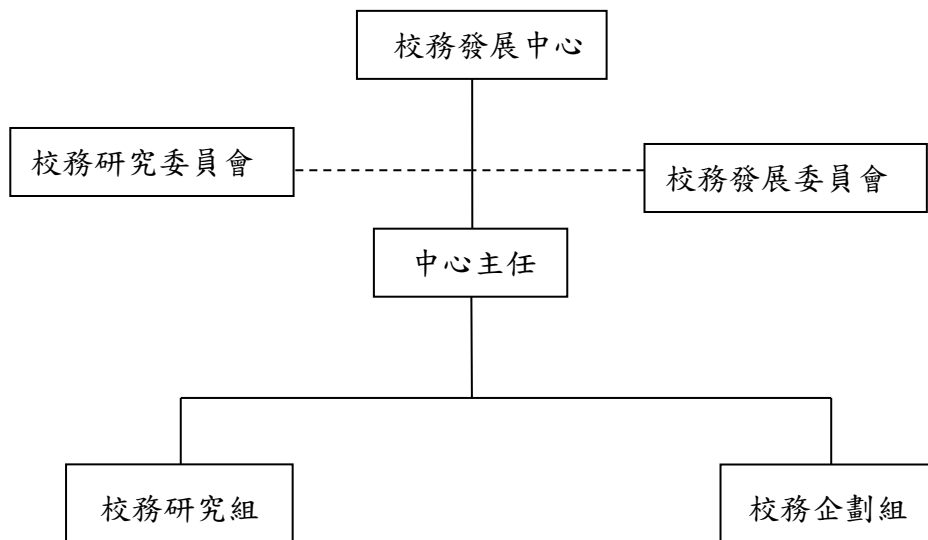 校務發展中心
校務研究委員會
校務發展委員會
中心主任
校務研究組
校務企劃組